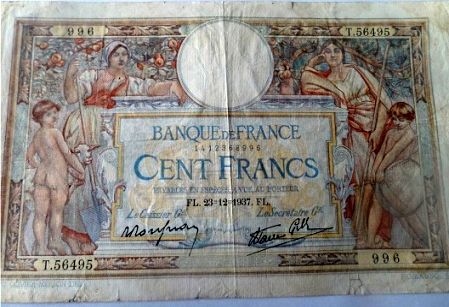 996 T.56495
BANQUE DE FRANCE
1412368996
CENT FRANCS
PAYABLES EN ESPÈCES, A VUE, AU PORTEUR
FL. 23-12-1937. FL.
Le Caissier Gal. Le Secrétaire Gal.
T.56495 996